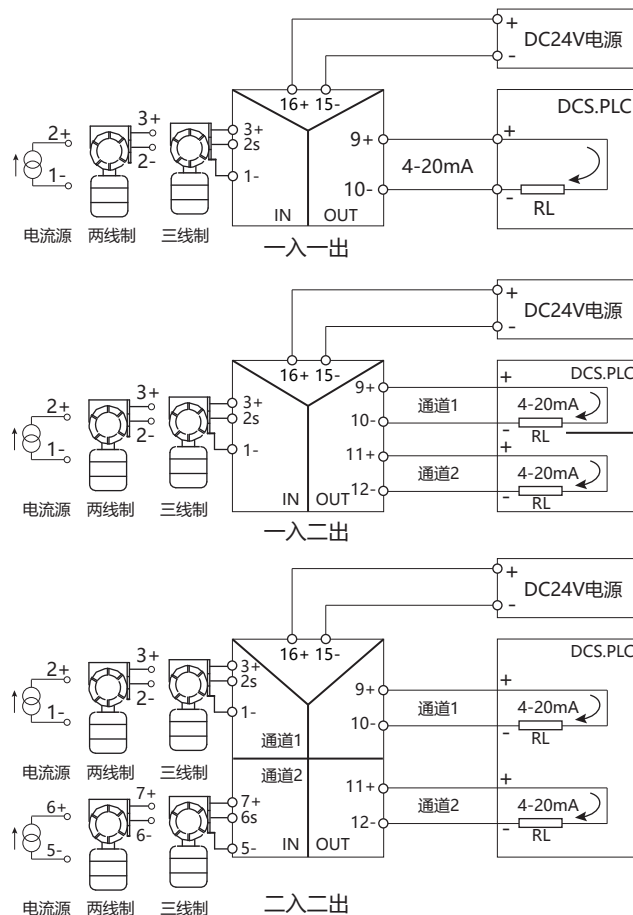 +
DC24V电源
-
16+ 15-
DCS.PLC
3+
3+
9+
+
2+
2s
4-20mA
2-
1-
1-
10-
-
RL
IN OUT
电流源 两线制 三线制
一入一出
+
DC24V电源
-
16+ 15-
DCS.PLC
9+
+
3+
3+
通道1
4-20mA
2+
2s
10-
-
RL
2-
11+
+
1-
1-
通道2
4-20mA
12-
-
RL
IN OUT
电流源 两线制 三线制
一入二出
+
DC24V电源
-
16+ 15-
DCS.PLC
3+
3+
2+
2s
9+
+
通道1
4-20mA
2-
1-
1-
10-
-
RL
通道1
通道2
7+
7+
11+
+
6+
6s
通道2
4-20mA
6-
12-
-
RL
5-
5-
IN OUT
电流源 两线制 三线制
二入二出